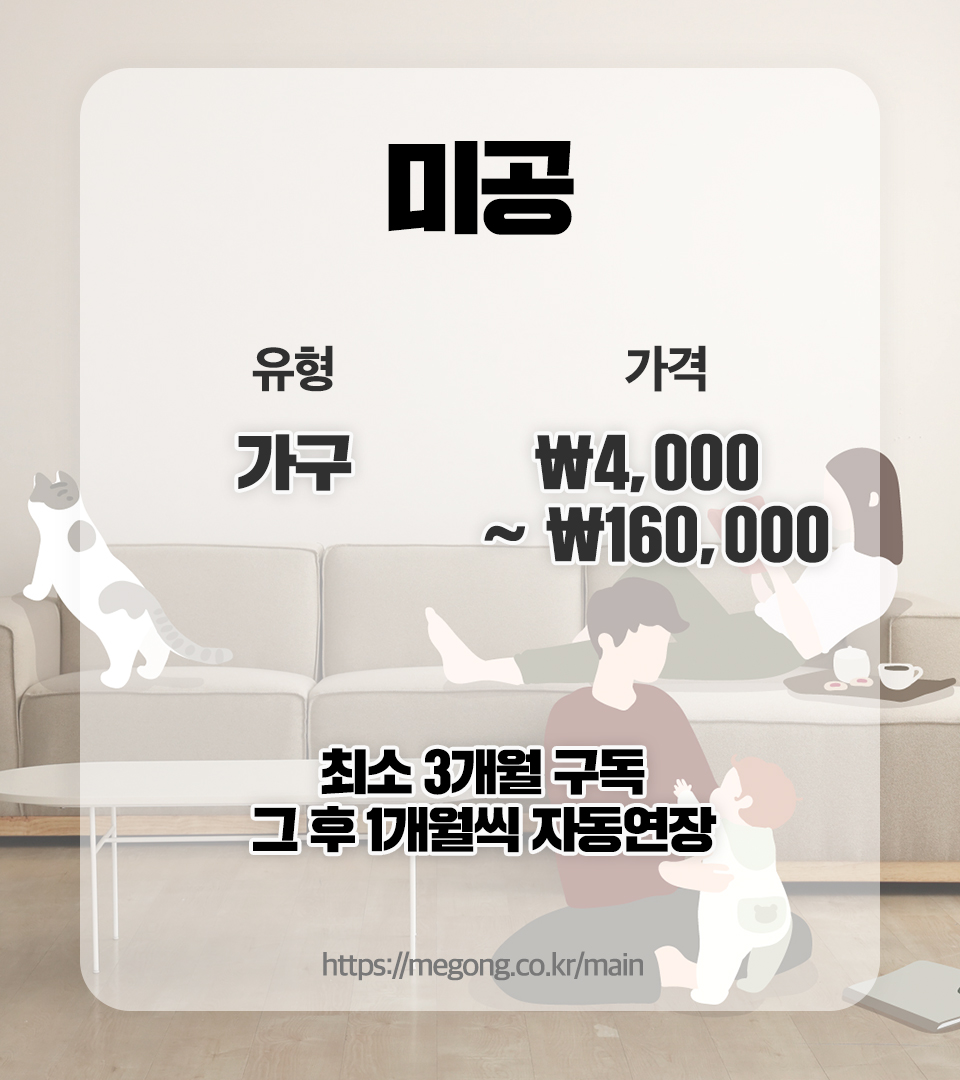 미공
유형
가격
가구
₩4,000
~ ₩160,000
최소 3개월 구독
그 후 1개월씩 자동연장
https://megong.co.kr/main